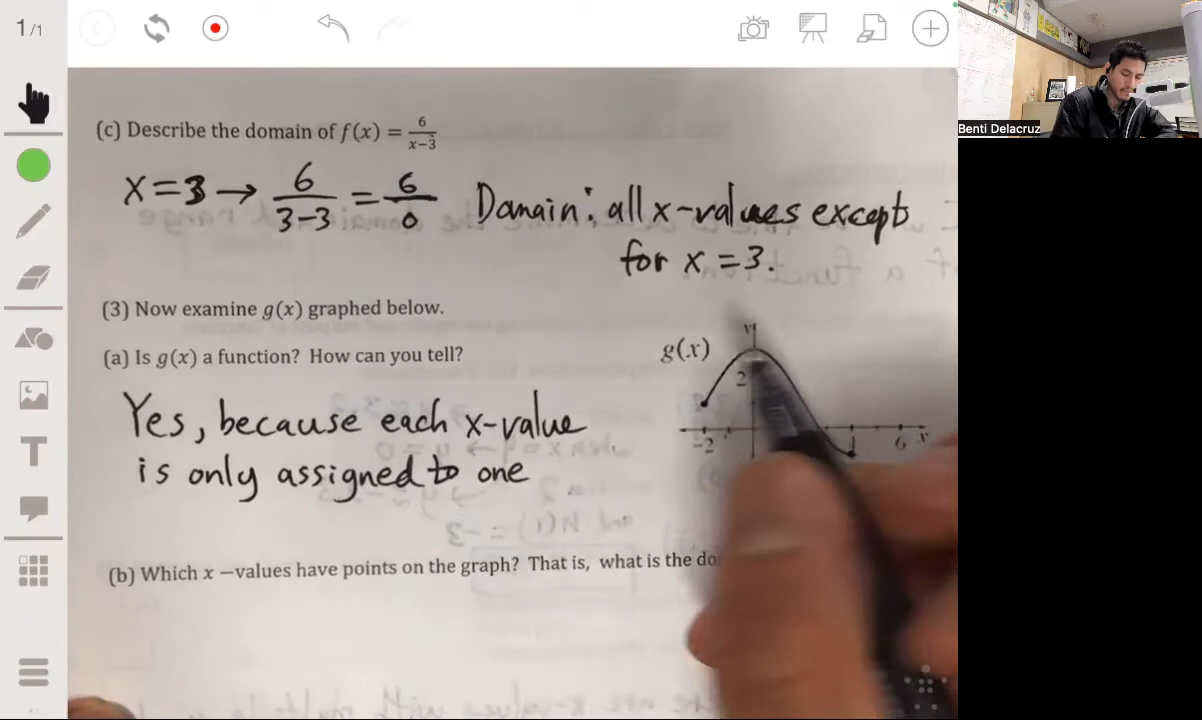 1/1
Benti Delacruz
(c) Describe the domain of f(x) = 6/(x−3)
x=3 → 6/(3−3) = 6/0 Domain: all x-values except
for x = 3.
(3) Now examine g(x) graphed below.
(a) Is g(x) a function? How can you tell?
g(x)
y
2
-2
6
x
Yes, because each x-value
is only assigned to one
(b) Which x −values have points on the graph? That is, what is the do
T